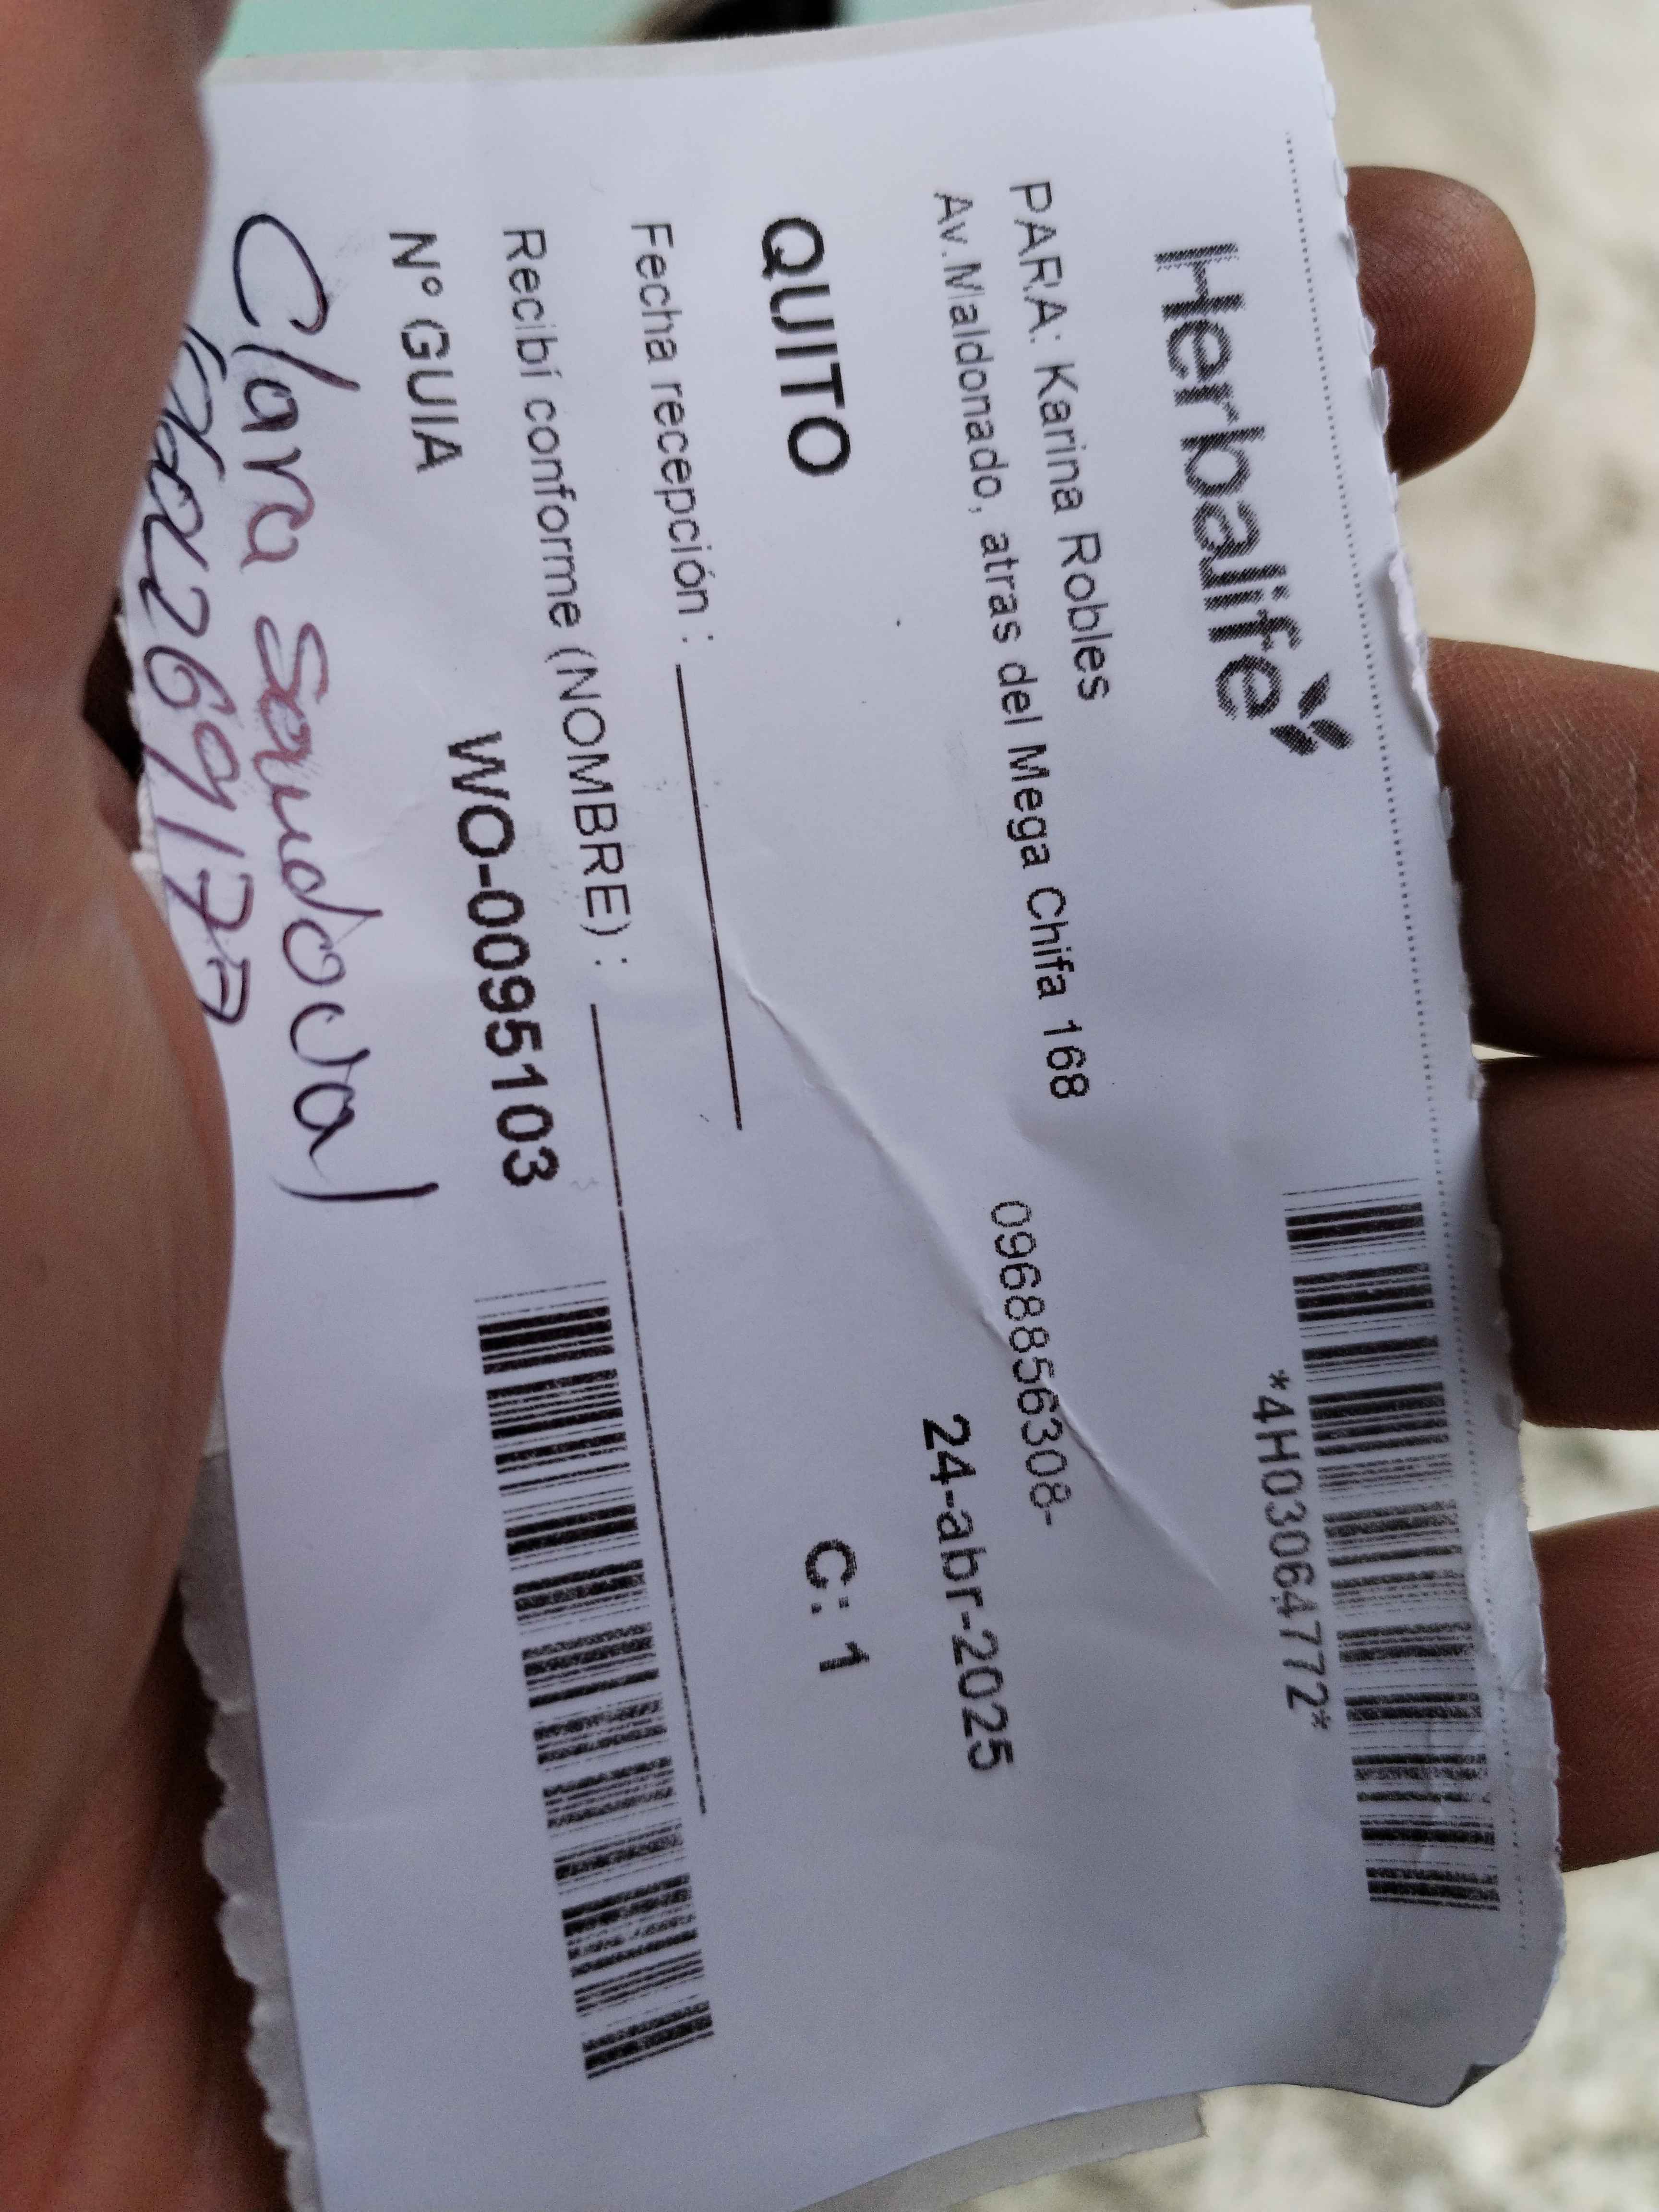 Herbalife
*4H03064772*
PARA: Karina Robles
Av.Maldonado, atras del Mega Chifa 168
0968856308-
24-abr-2025
QUITO
C: 1
Fecha recepción :
Recibí conforme (NOMBRE) :
N° GUIA
WO-0095103
Clara Sandoval